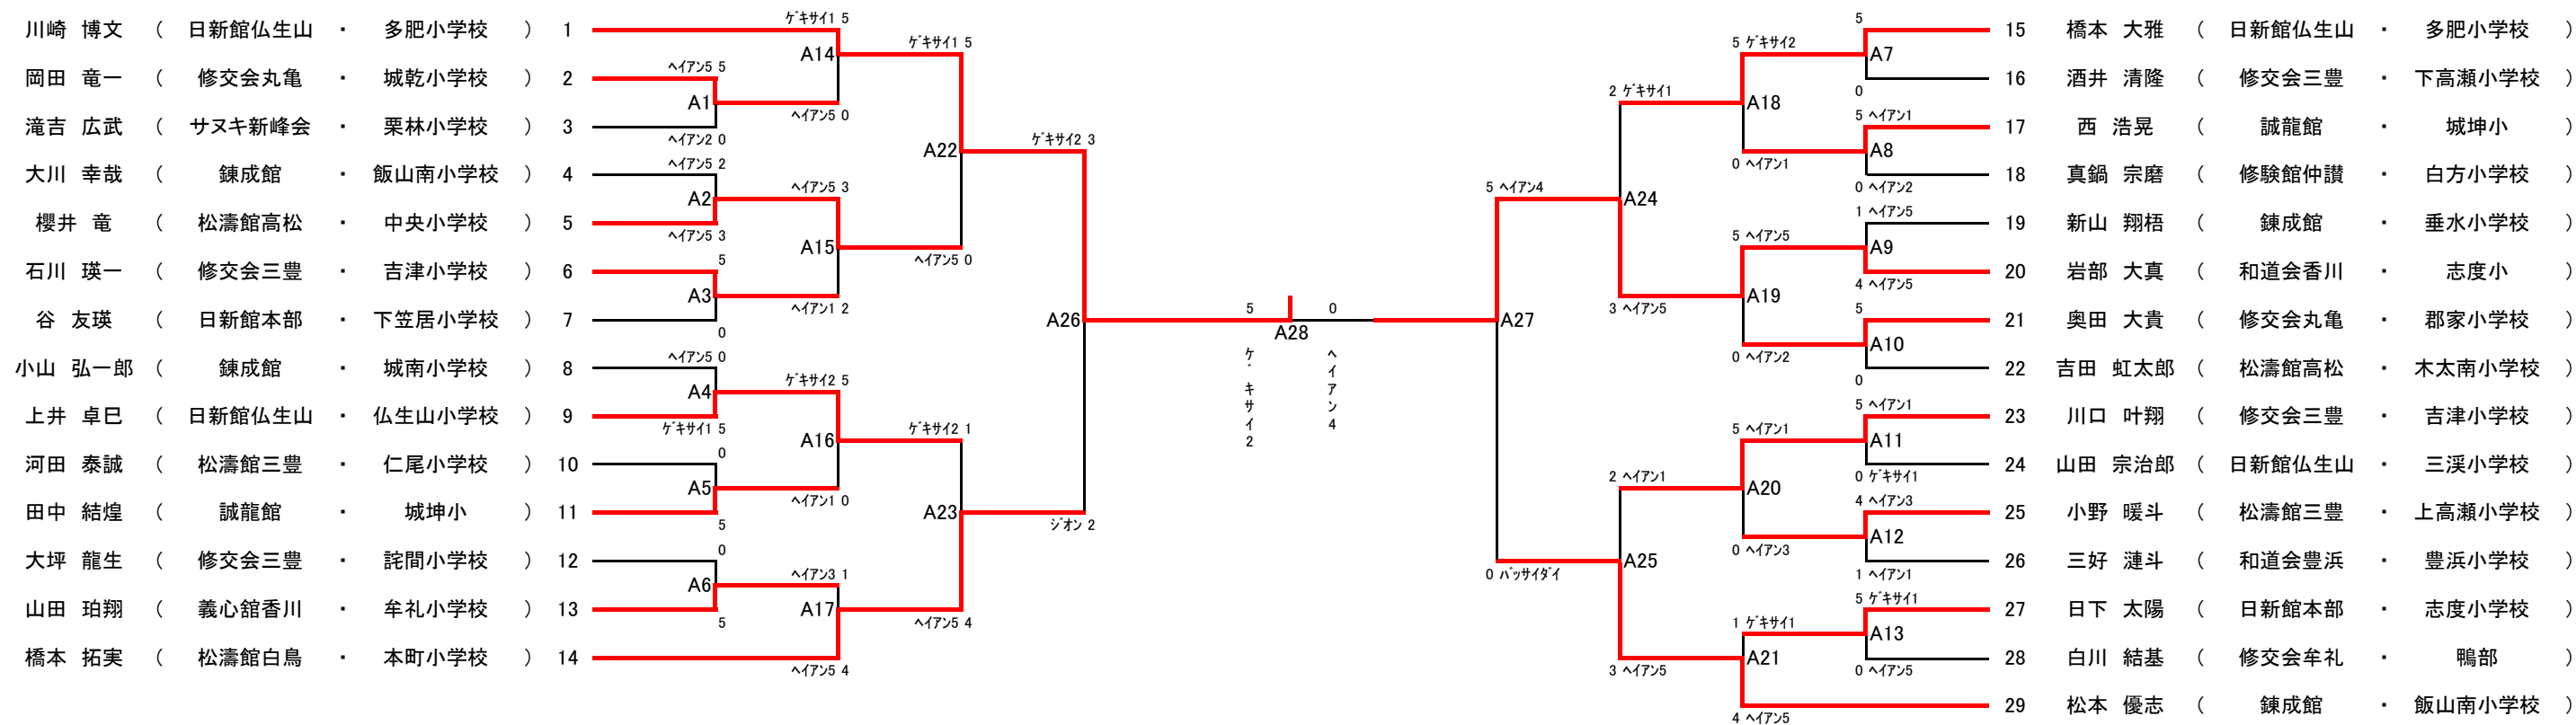 川崎 博文 ( 日新館仏生山 ・ 多肥小学校 ) 1
岡田 竜一 ( 修交会丸亀 ・ 城乾小学校 ) 2
滝吉 広武 ( サヌキ新峰会 ・ 栗林小学校 ) 3
大川 幸哉 ( 錬成館 ・ 飯山南小学校 ) 4
櫻井 竜 ( 松濤館高松 ・ 中央小学校 ) 5
石川 瑛一 ( 修交会三豊 ・ 吉津小学校 ) 6
谷 友瑛 ( 日新館本部 ・ 下笠居小学校 ) 7
小山 弘一郎 ( 錬成館 ・ 城南小学校 ) 8
上井 卓巳 ( 日新館仏生山 ・ 仏生山小学校 ) 9
河田 泰誠 ( 松濤館三豊 ・ 仁尾小学校 ) 10
田中 結煌 ( 誠龍館 ・ 城坤小 ) 11
大坪 龍生 ( 修交会三豊 ・ 詫間小学校 ) 12
山田 珀翔 ( 義心舘香川 ・ 牟礼小学校 ) 13
橋本 拓実 ( 松濤館白鳥 ・ 本町小学校 ) 14
ヘイアン5 5
A1
ヘイアン2 0
ヘイアン5 2
A2
ヘイアン5 3
5
A3
0
ヘイアン5 0
A4
ゲキサイ1 5
0
A5
5
0
A6
5
ゲキサイ1 5
A14
ヘイアン5 0
ヘイアン5 3
A15
ヘイアン1 2
ゲキサイ2 5
A16
ヘイアン1 0
ヘイアン3 1
A17
ヘイアン5 4
ゲキサイ1 5
A22
ヘイアン5 0
ゲキサイ2 1
A23
ヘイアン5 4
ゲキサイ2 3
A26
ジオン 2
5 0
A28
ゲキサイ2
ヘイアン4
5 ヘイアン4
A27
0 バッサイダイ
2 ゲキサイ1
A24
3 ヘイアン5
2 ヘイアン1
A25
3 ヘイアン5
5 ゲキサイ2
A18
0 ヘイアン1
5 ヘイアン5
A19
0 ヘイアン2
5 ヘイアン1
A20
0 ヘイアン3
1 ゲキサイ1
A21
4 ヘイアン5
5
A7
0
5 ヘイアン1
A8
0 ヘイアン2
1 ヘイアン5
A9
4 ヘイアン5
5
A10
0
5 ヘイアン1
A11
0 ゲキサイ1
4 ヘイアン3
A12
1 ヘイアン1
5 ゲキサイ1
A13
0 ヘイアン5
15 橋本 大雅 ( 日新館仏生山 ・ 多肥小学校 )
16 酒井 清隆 ( 修交会三豊 ・ 下高瀬小学校 )
17 西 浩晃 ( 誠龍館 ・ 城坤小 )
18 真鍋 宗磨 ( 修験館仲讃 ・ 白方小学校 )
19 新山 翔梧 ( 錬成館 ・ 垂水小学校 )
20 岩部 大真 ( 和道会香川 ・ 志度小 )
21 奥田 大貴 ( 修交会丸亀 ・ 郡家小学校 )
22 吉田 虹太郎 ( 松濤館高松 ・ 木太南小学校 )
23 川口 叶翔 ( 修交会三豊 ・ 吉津小学校 )
24 山田 宗治郎 ( 日新館仏生山 ・ 三渓小学校 )
25 小野 暖斗 ( 松濤館三豊 ・ 上高瀬小学校 )
26 三好 漣斗 ( 和道会豊浜 ・ 豊浜小学校 )
27 日下 太陽 ( 日新館本部 ・ 志度小学校 )
28 白川 結基 ( 修交会牟礼 ・ 鴨部 )
29 松本 優志 ( 錬成館 ・ 飯山南小学校 )